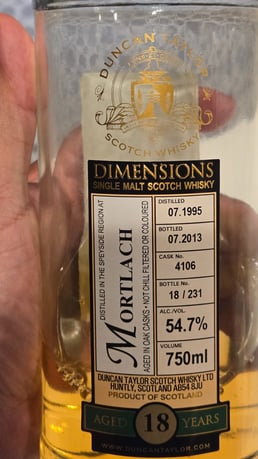 DUNCAN TAYLOR
SCOTCH WHISKY
DIMENSIONS
SINGLE MALT SCOTCH WHISKY
DISTILLED IN THE SPEYSIDE REGION AT
MORTLACH
AGED IN OAK CASKS • NOT CHILL FILTERED OR COLOURED
DISTILLED
07.1995
BOTTLED
07.2013
CASK No.
4106
BOTTLE No.
18 / 231
ALC./VOL.
54.7%
VOLUME
750ml
DUNCAN TAYLOR SCOTCH WHISKY LTD
HUNTLY, SCOTLAND AB54 8JU
PRODUCT OF SCOTLAND
AGED 18 YEARS
WWW.DUNCANTAYLOR.COM